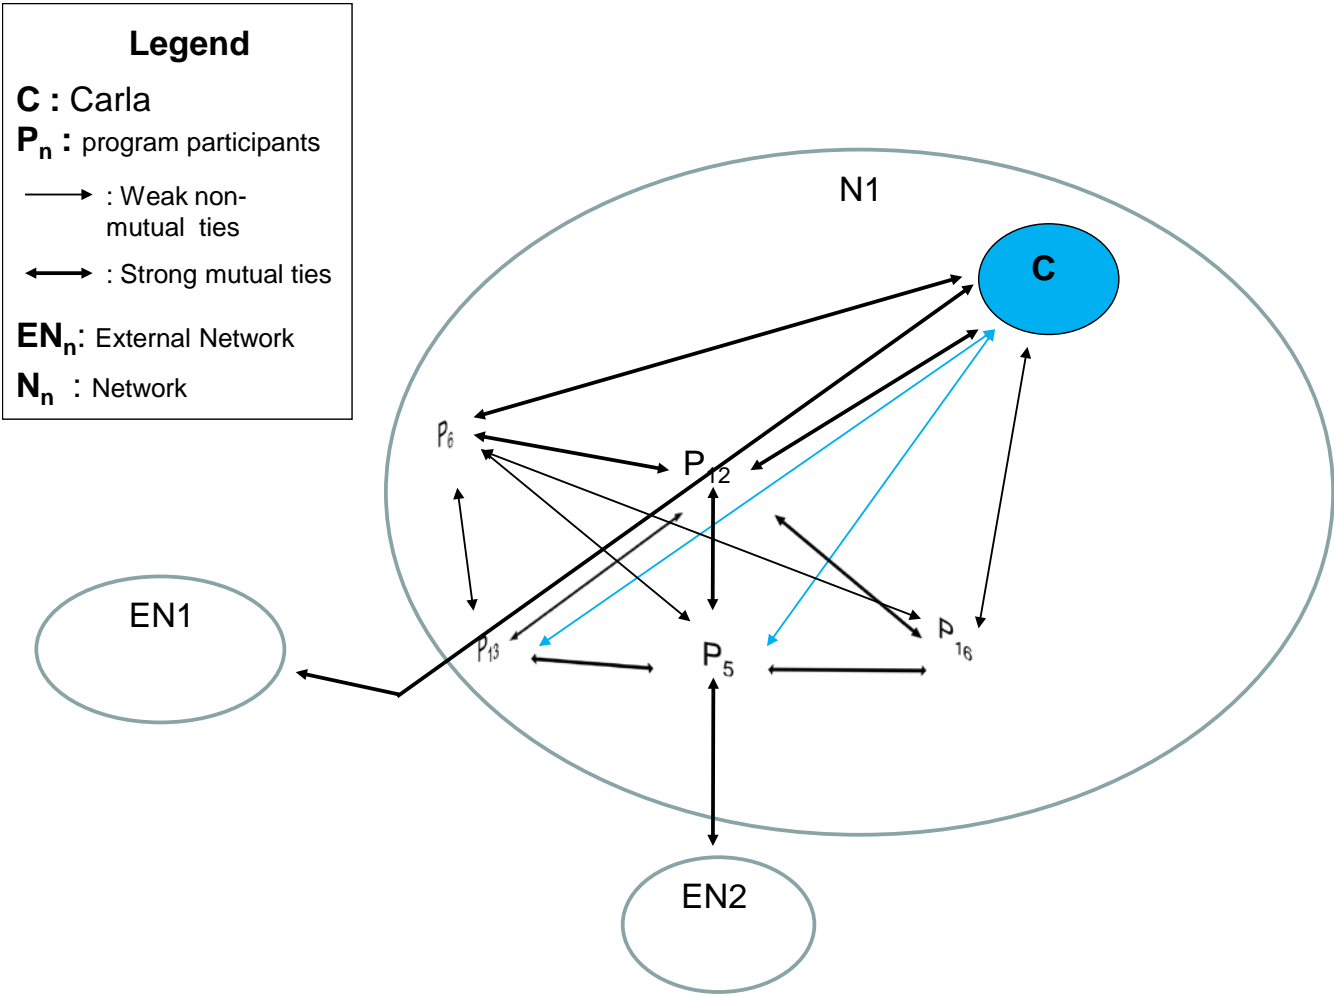 Legend
C : Carla
Pn : program participants
: Weak non-
mutual ties
: Strong mutual ties
ENn: External Network
Nn : Network
N1
C
P6
P12
EN1
P13
P5
P16
EN2